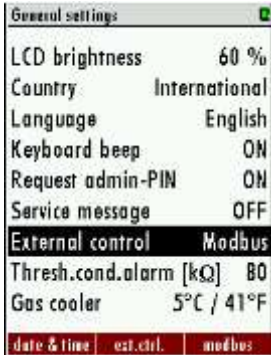 General settings
LCD brightness 60 %
Country International
Language English
Keyboard beep ON
Request admin-PIN ON
Service message OFF
External control Modbus
Thresh.cond.alarm [kΩ] 80
Gas cooler 5°C / 41°F
date & time ext.ctrl. modbus